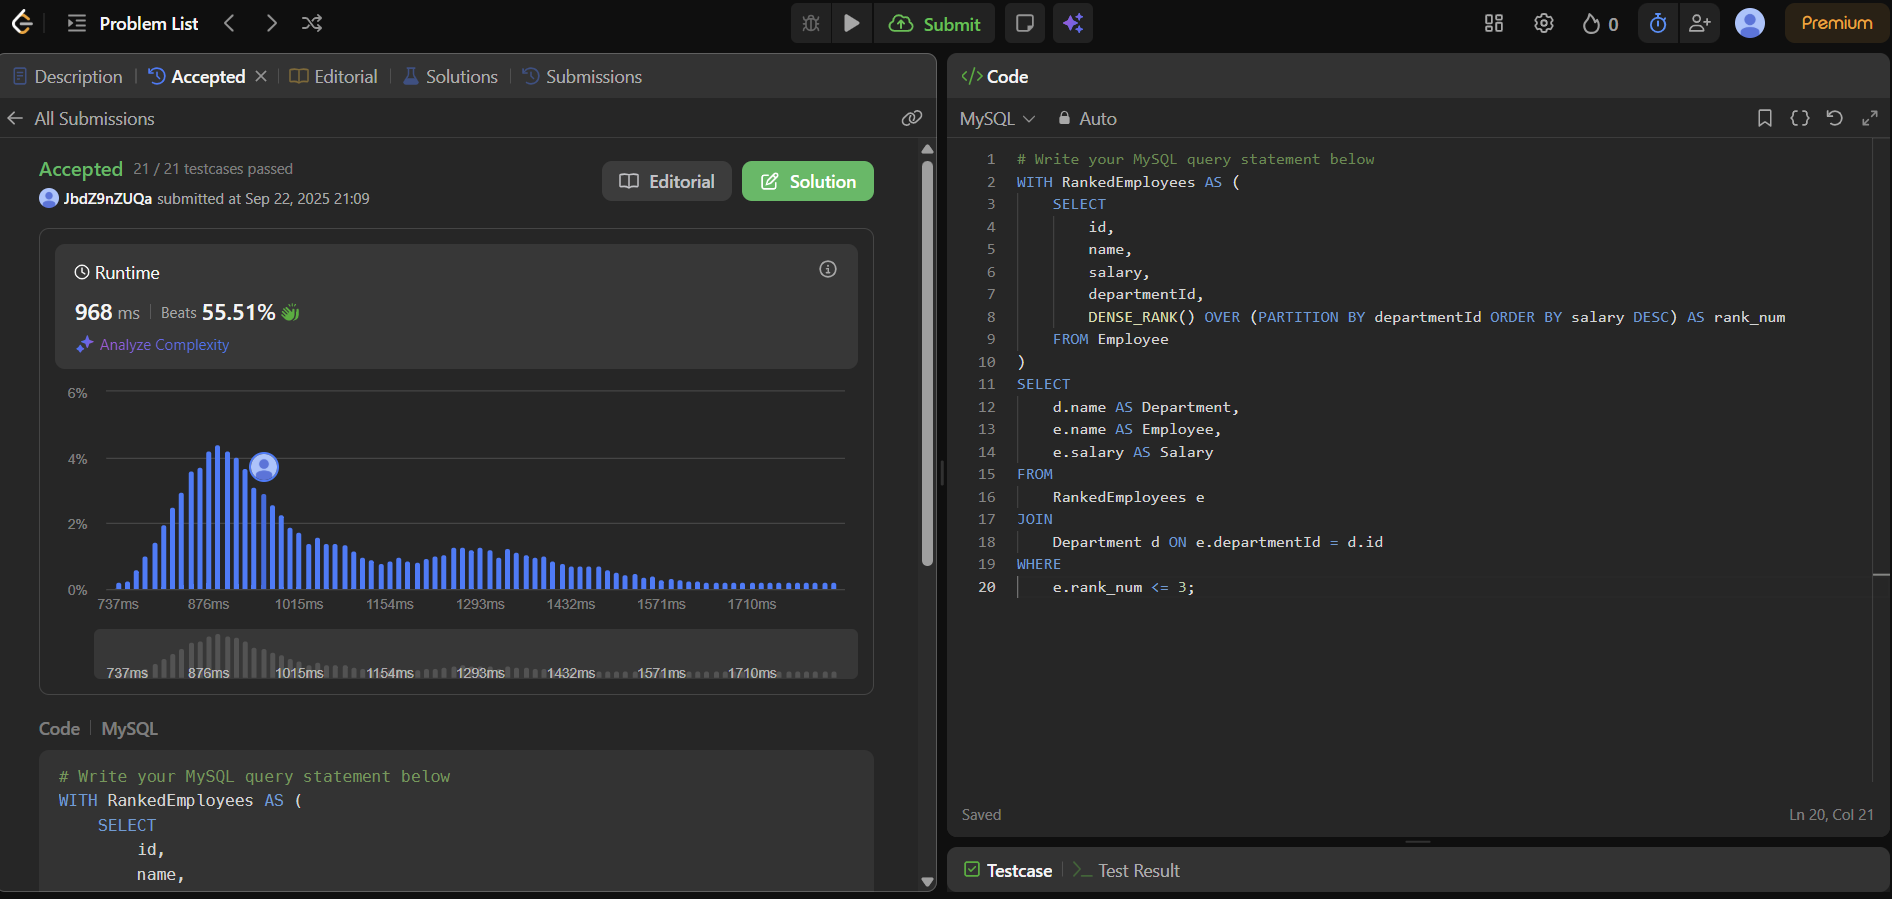 Problem List
Submit
0
Premium
Description
Accepted
Editorial
Solutions
Submissions
All Submissions
Accepted 21 / 21 testcases passed
JbdZ9nZUQa submitted at Sep 22, 2025 21:09
Editorial
Solution
Runtime
968 ms
Beats 55.51%
Analyze Complexity
6%
4%
2%
0%
737ms 876ms 1015ms 1154ms 1293ms 1432ms 1571ms 1710ms
737ms 876ms 1015ms 1154ms 1293ms 1432ms 1571ms 1710ms
Code MySQL
# Write your MySQL query statement below
WITH RankedEmployees AS (
SELECT
id,
name,
Code
MySQL Auto
1 # Write your MySQL query statement below
2 WITH RankedEmployees AS (
3 SELECT
4 id,
5 name,
6 salary,
7 departmentId,
8 DENSE_RANK() OVER (PARTITION BY departmentId ORDER BY salary DESC) AS rank_num
9 FROM Employee
10 )
11 SELECT
12 d.name AS Department,
13 e.name AS Employee,
14 e.salary AS Salary
15 FROM
16 RankedEmployees e
17 JOIN
18 Department d ON e.departmentId = d.id
19 WHERE
20 e.rank_num <= 3;
Saved
Ln 20, Col 21
Testcase
Test Result